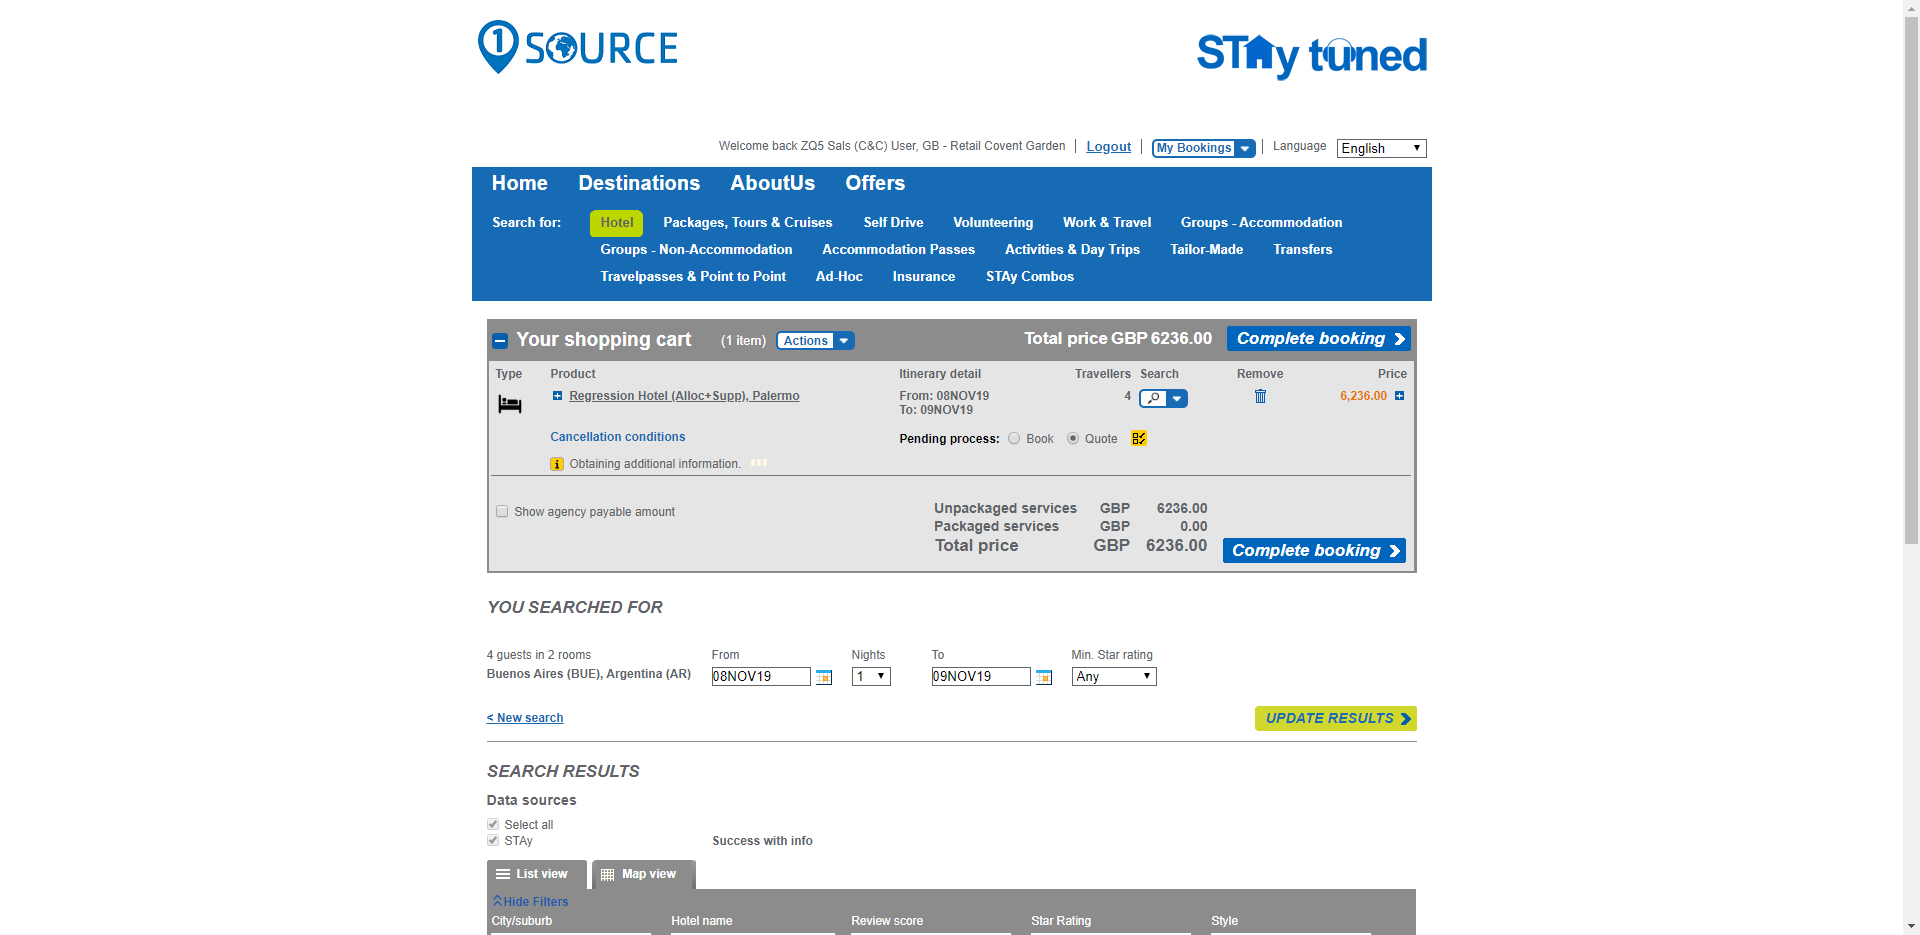 1 SOURCE
STAy tuned
Welcome back ZQ5 Sals (C&C) User, GB - Retail Covent Garden Logout My Bookings Language English
Home Destinations AboutUs Offers
Search for: Hotel Packages, Tours & Cruises Self Drive Volunteering Work & Travel Groups - Accommodation
Groups - Non-Accommodation Accommodation Passes Activities & Day Trips Tailor-Made Transfers
Travelpasses & Point to Point Ad-Hoc Insurance STAy Combos
Your shopping cart (1 item) Actions Total price GBP 6236.00 Complete booking
Type Product Itinerary detail Travellers Search Remove Price
Regression Hotel (Alloc+Supp), Palermo From: 08NOV19 4 6,236.00
To: 09NOV19
Cancellation conditions Pending process: Book Quote
Obtaining additional information.
Show agency payable amount Unpackaged services GBP 6236.00
Packaged services GBP 0.00
Total price GBP 6236.00 Complete booking
YOU SEARCHED FOR
4 guests in 2 rooms From Nights To Min. Star rating
Buenos Aires (BUE), Argentina (AR) 08NOV19 1 09NOV19 Any
< New search UPDATE RESULTS
SEARCH RESULTS
Data sources
Select all
STAy Success with info
List view Map view
Hide Filters
City/suburb Hotel name Review score Star Rating Style